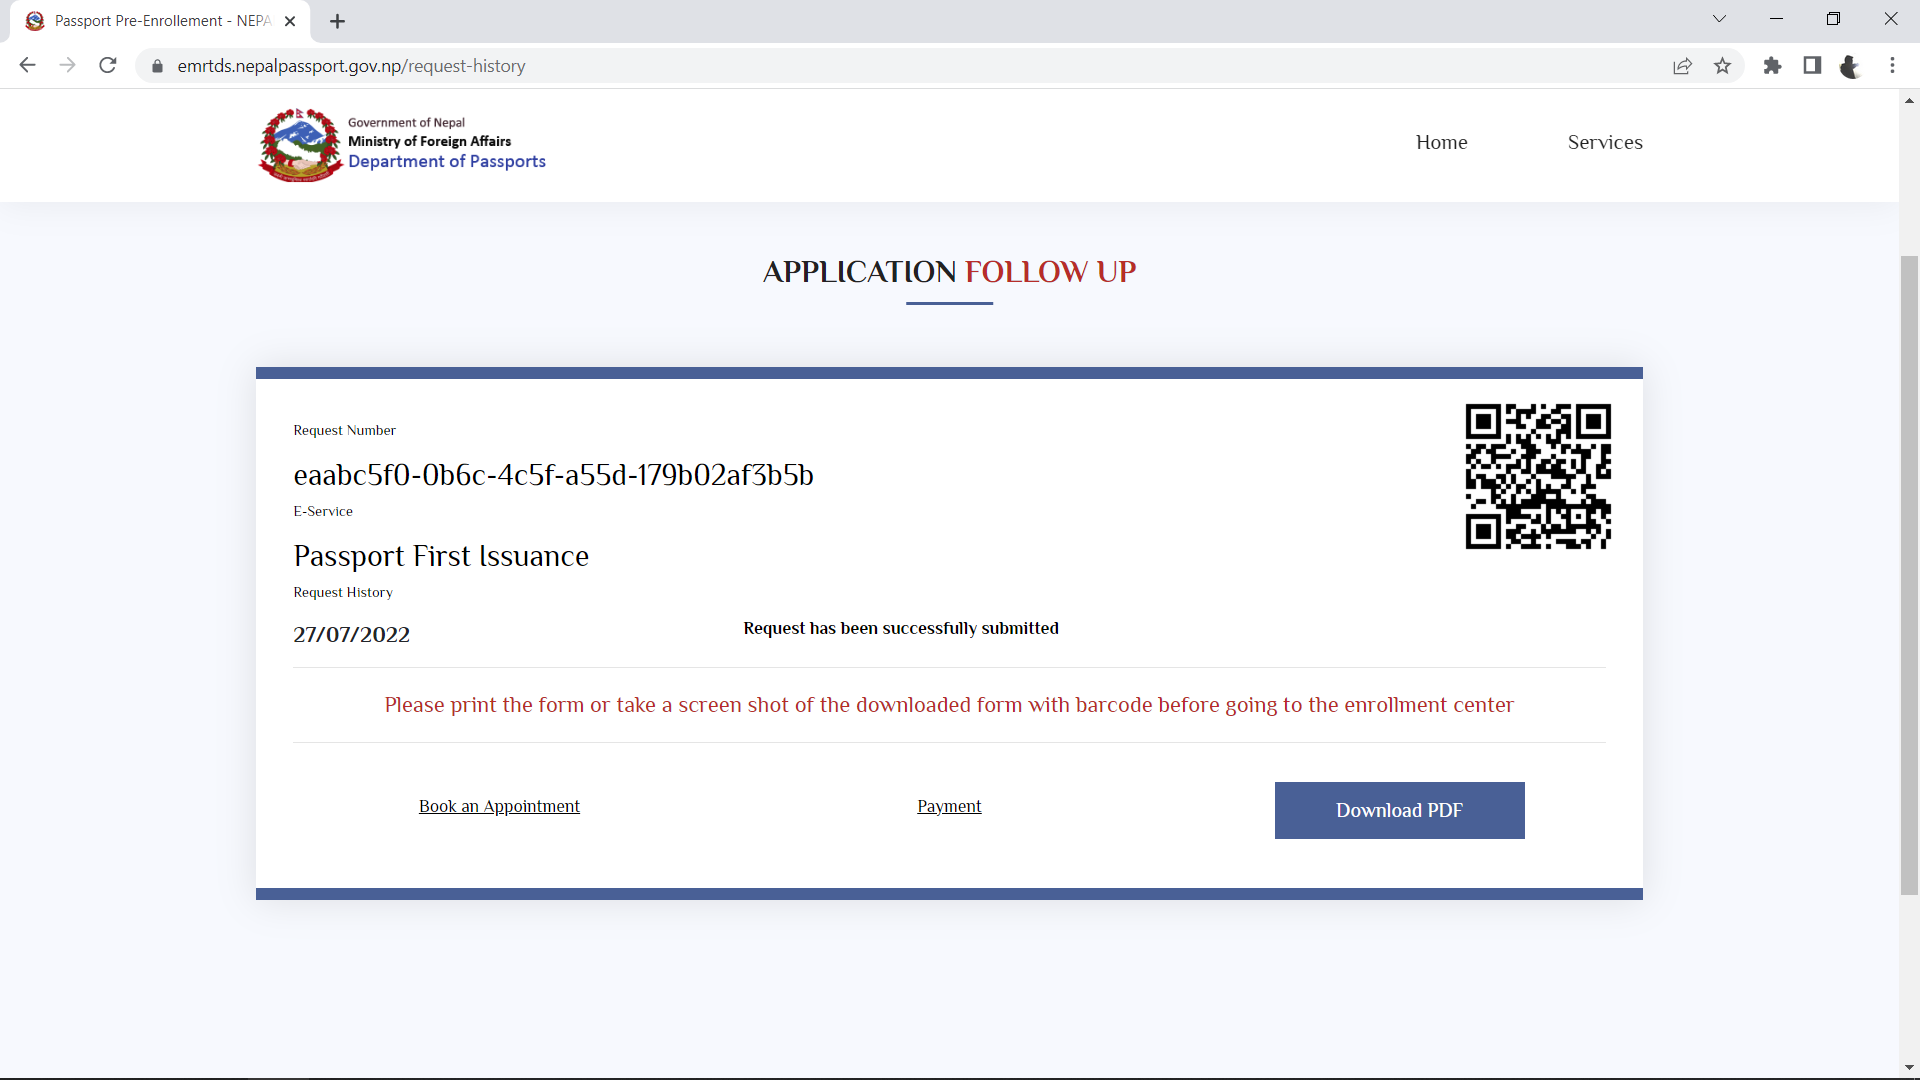 Passport Pre-Enrollement - NEPA
emrtds.nepalpassport.gov.np/request-history
Government of Nepal
Ministry of Foreign Affairs
Department of Passports
Home
Services
APPLICATION FOLLOW UP
Request Number
eaabc5f0-0b6c-4c5f-a55d-179b02af3b5b
E-Service
Passport First Issuance
Request History
27/07/2022
Request has been successfully submitted
Please print the form or take a screen shot of the downloaded form with barcode before going to the enrollment center
Book an Appointment
Payment
Download PDF